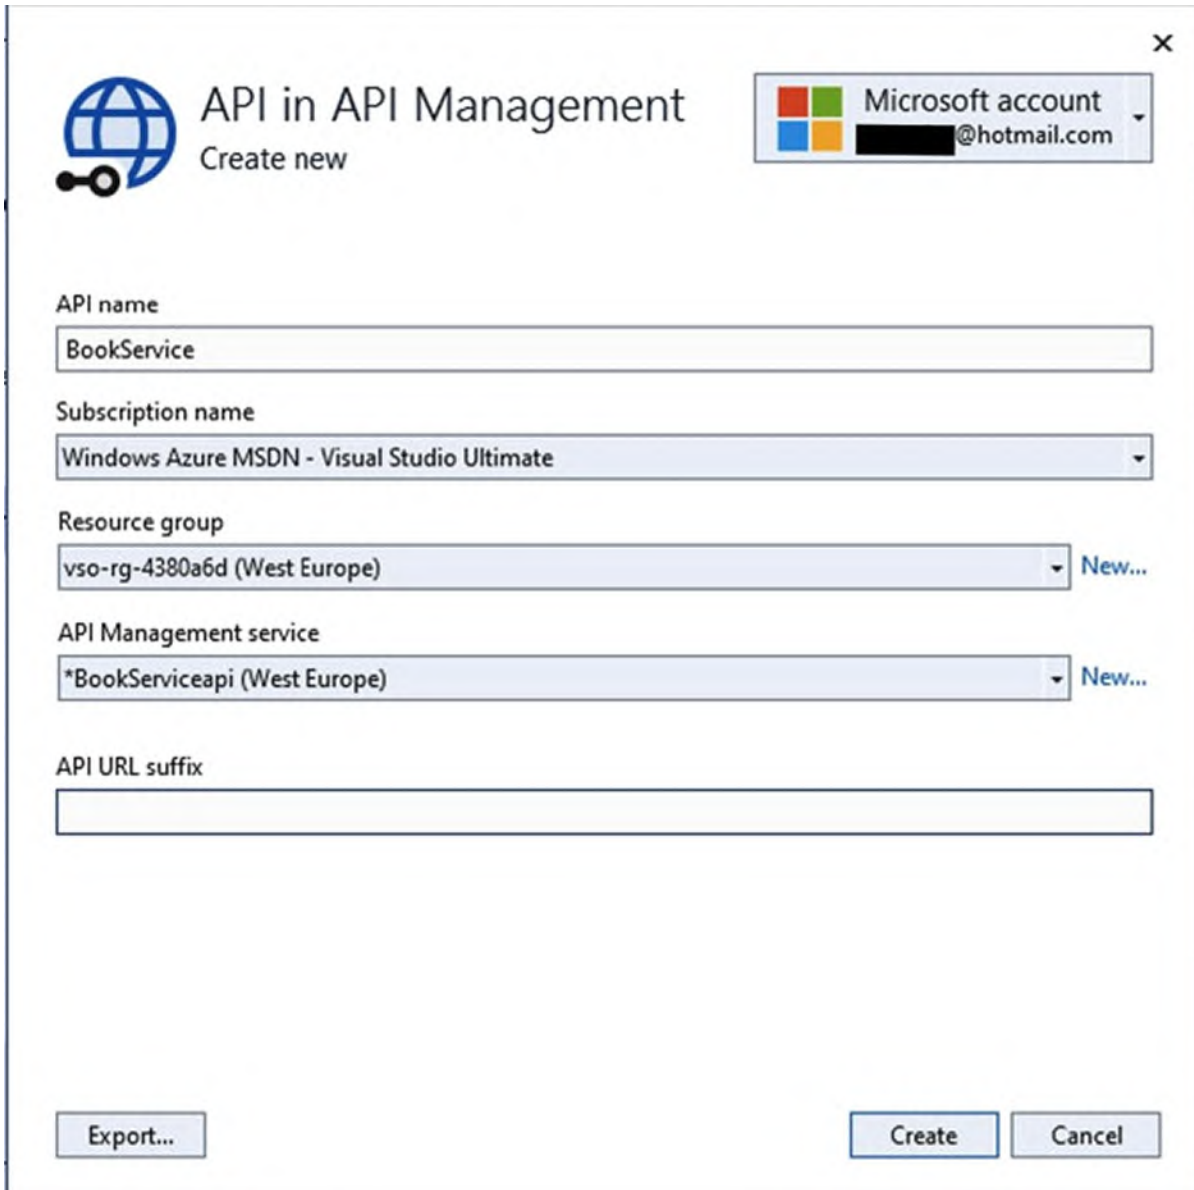 API in API Management
Create new
Microsoft account
@hotmail.com
API name
BookService
Subscription name
Windows Azure MSDN - Visual Studio Ultimate
Resource group
vso-rg-4380a6d (West Europe)
New...
API Management service
*BookServiceapi (West Europe)
New...
API URL suffix
Export...
Create
Cancel